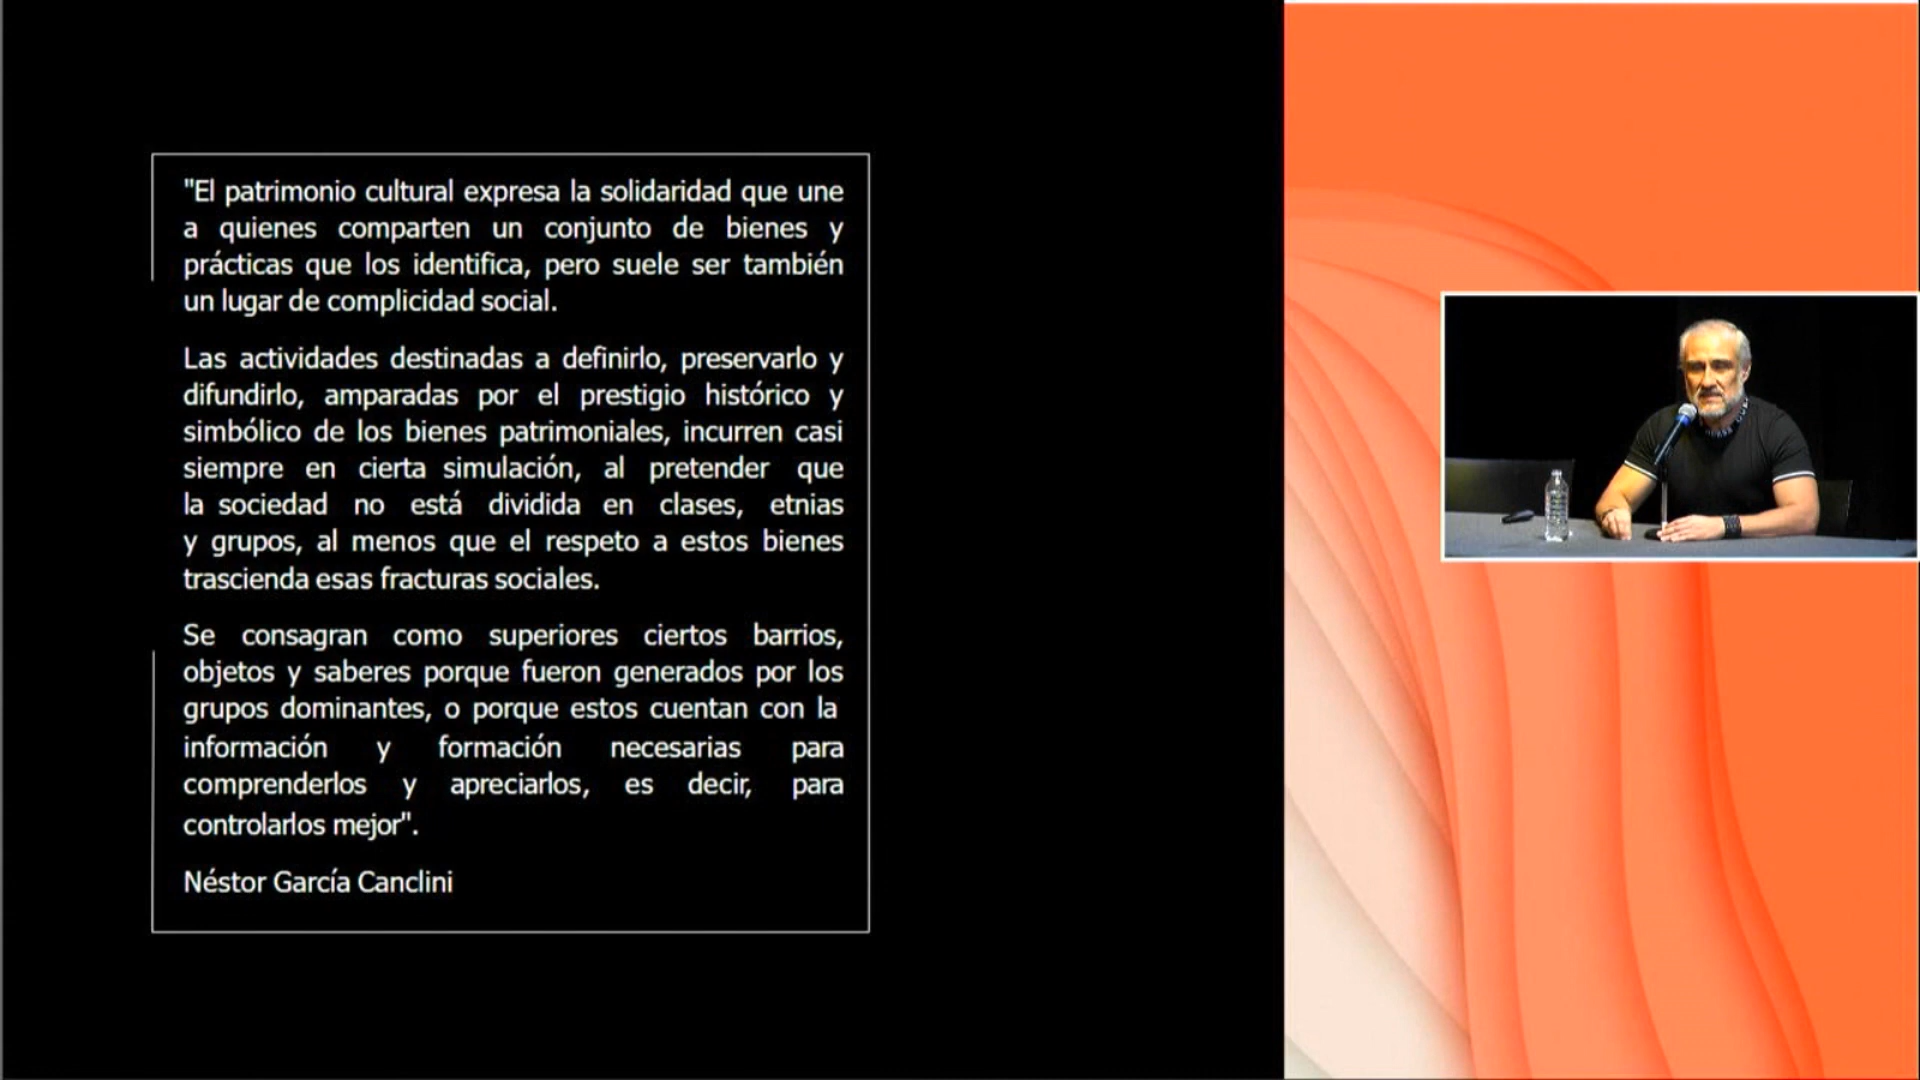 "El patrimonio cultural expresa la solidaridad que une
a quienes comparten un conjunto de bienes y
prácticas que los identifica, pero suele ser también
un lugar de complicidad social.
Las actividades destinadas a definirlo, preservarlo y
difundirlo, amparadas por el prestigio histórico y
simbólico de los bienes patrimoniales, incurren casi
siempre en cierta simulación, al pretender que
la sociedad no está dividida en clases, etnias
y grupos, al menos que el respeto a estos bienes
trascienda esas fracturas sociales.
Se consagran como superiores ciertos barrios,
objetos y saberes porque fueron generados por los
grupos dominantes, o porque estos cuentan con la
información y formación necesarias para
comprenderlos y apreciarlos, es decir, para
controlarlos mejor".
Néstor García Canclini